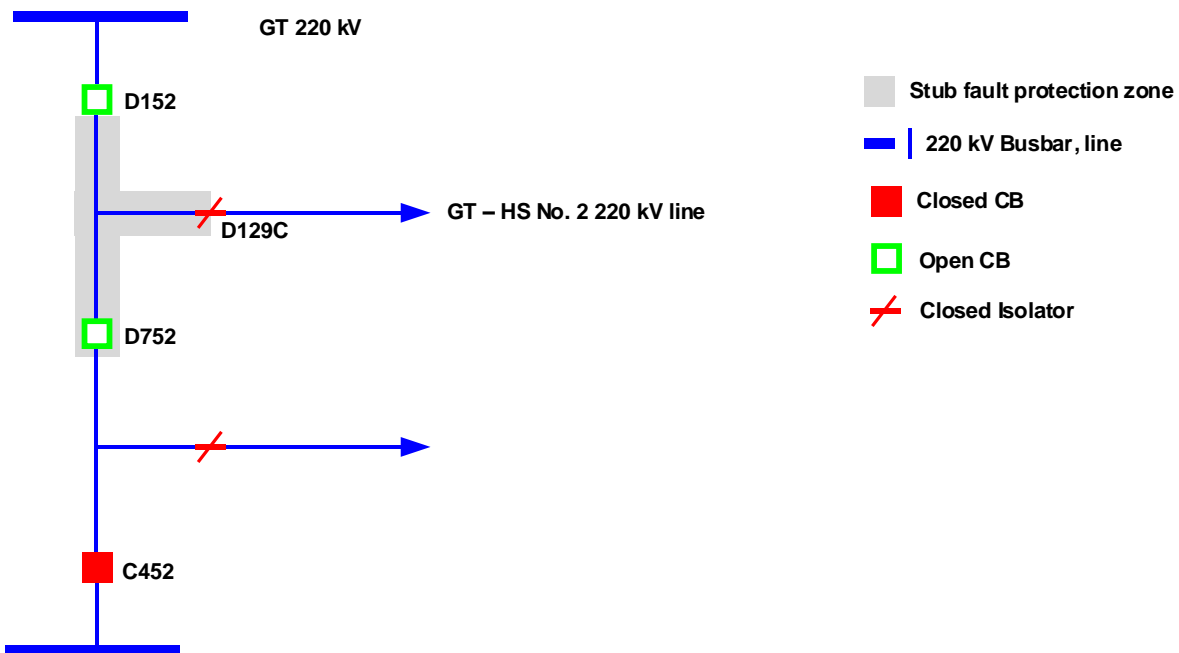 GT 220 kV
D152
GT – HS No. 2 220 kV line
D129C
D752
C452
Stub fault protection zone
220 kV Busbar, line
Closed CB
Open CB
Closed Isolator